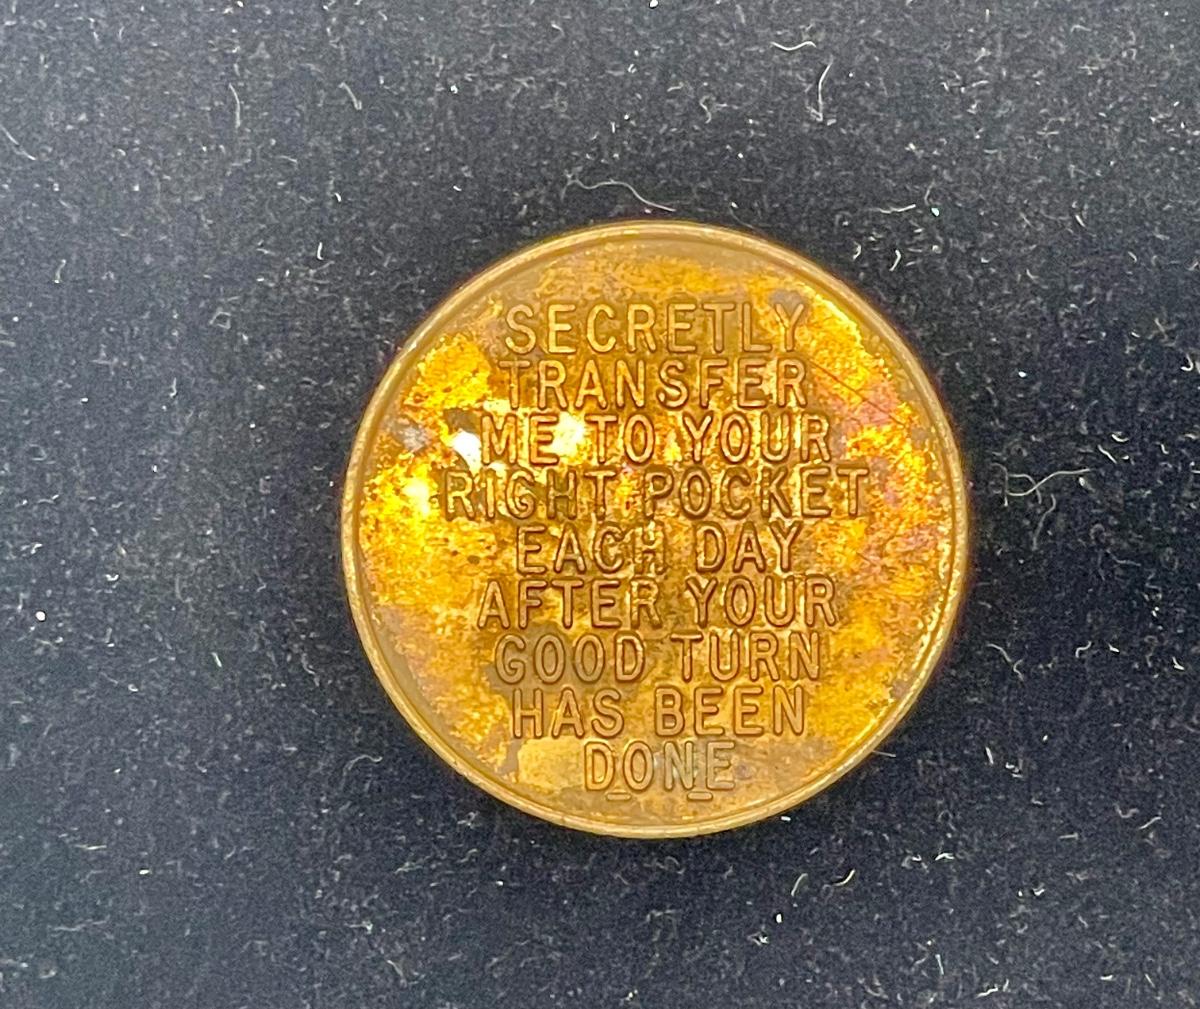 SECRETLY
TRANSFER
ME TO YOUR
RIGHT POCKET
EACH DAY
AFTER YOUR
GOOD TURN
HAS BEEN
DONE